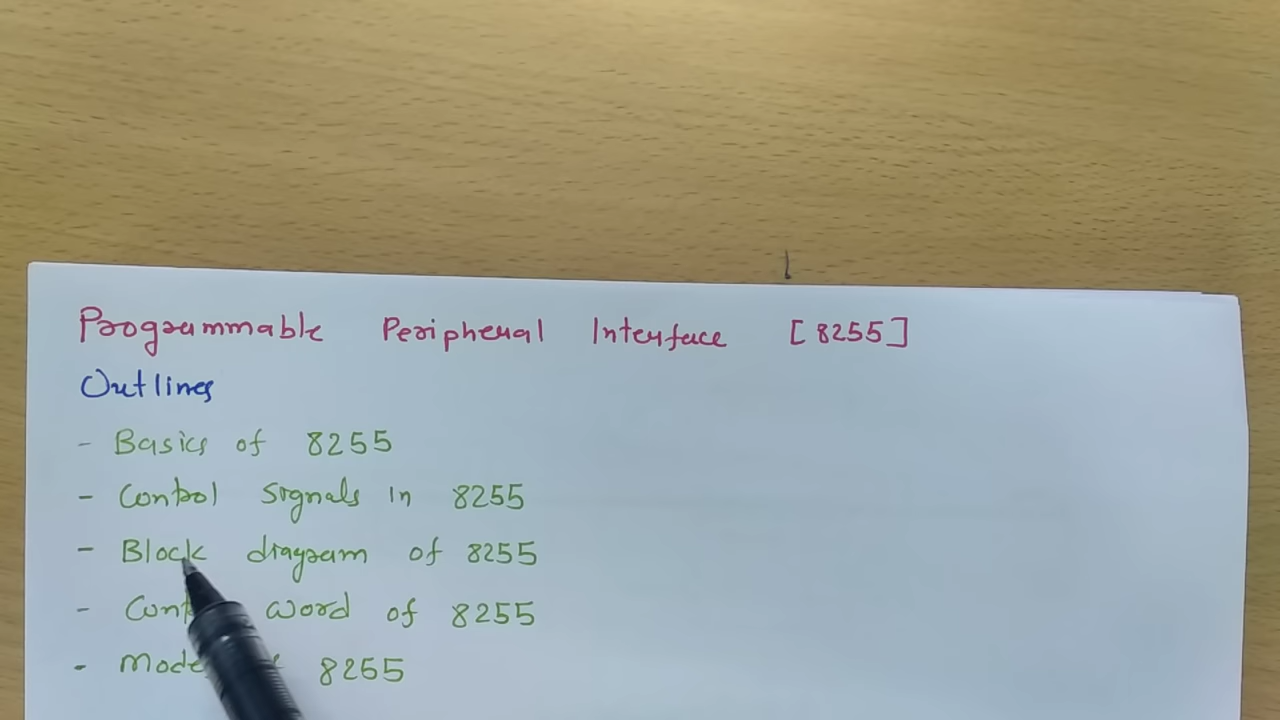 Programmable Peripheral Interface [8255]
Outlines
- Basics of 8255
- Control signals in 8255
- Block diagram of 8255
- word of 8255
- 8255